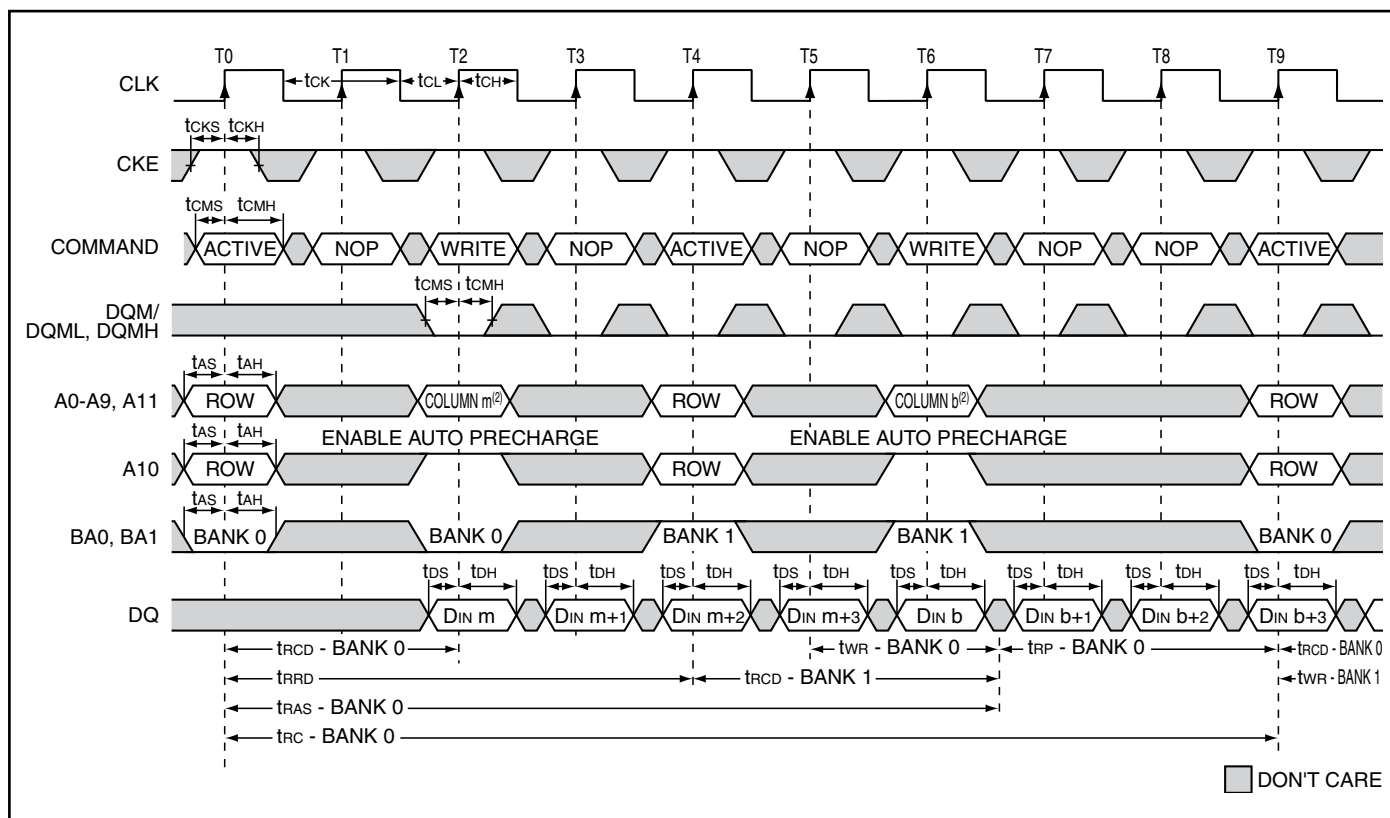 T0 T1 T2 T3 T4 T5 T6 T7 T8 T9
CLK tCK tCL tCH
tCKS tCKH
CKE
tCMS tCMH
COMMAND ACTIVE NOP WRITE NOP ACTIVE NOP WRITE NOP NOP ACTIVE
tCMS tCMH
DQM/
DQML, DQMH
tAS tAH
A0-A9, A11 ROW COLUMN m(2) ROW COLUMN b(2) ROW
tAS tAH ENABLE AUTO PRECHARGE ENABLE AUTO PRECHARGE
A10 ROW ROW ROW
tAS tAH
BA0, BA1 BANK 0 BANK 0 BANK 1 BANK 1 BANK 0
tDS tDH tDS tDH tDS tDH tDS tDH tDS tDH tDS tDH tDS tDH tDS tDH
DQ DIN m DIN m+1 DIN m+2 DIN m+3 DIN b DIN b+1 DIN b+2 DIN b+3
tRCD - BANK 0 tWR - BANK 0 tRP - BANK 0 tRCD - BANK 0
tRRD tRCD - BANK 1 tWR - BANK 1
tRAS - BANK 0
tRC - BANK 0
DON'T CARE